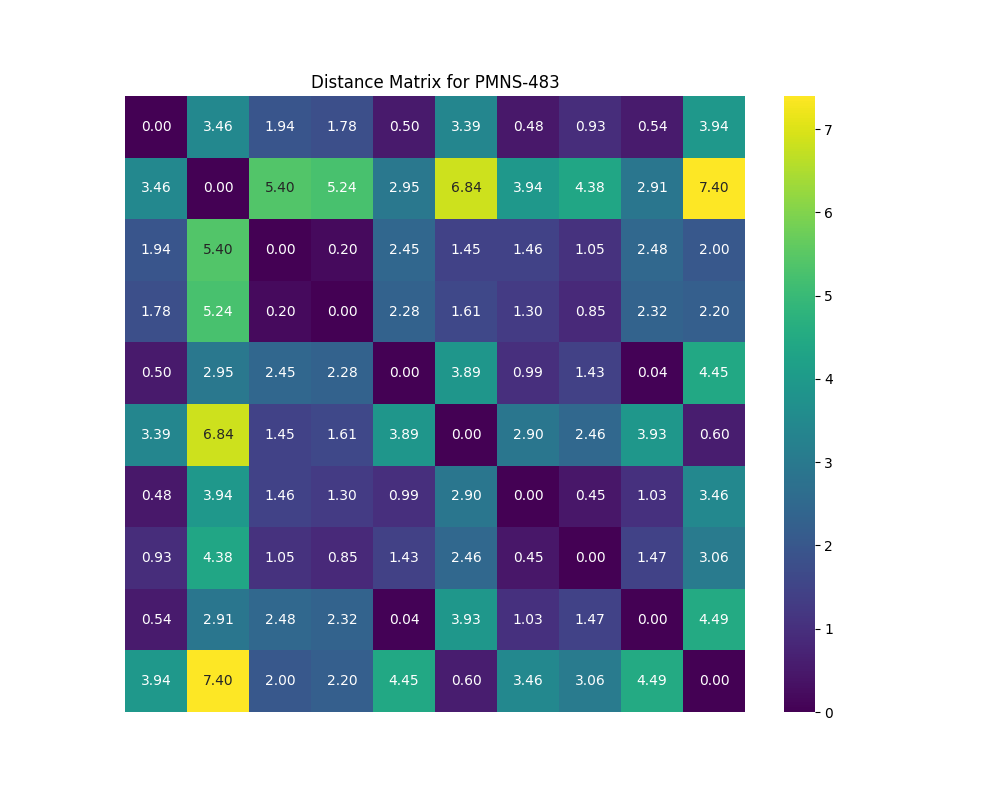 Distance Matrix for PMNS-483
0.00 3.46 1.94 1.78 0.50 3.39 0.48 0.93 0.54 3.94
3.46 0.00 5.40 5.24 2.95 6.84 3.94 4.38 2.91 7.40
1.94 5.40 0.00 0.20 2.45 1.45 1.46 1.05 2.48 2.00
1.78 5.24 0.20 0.00 2.28 1.61 1.30 0.85 2.32 2.20
0.50 2.95 2.45 2.28 0.00 3.89 0.99 1.43 0.04 4.45
3.39 6.84 1.45 1.61 3.89 0.00 2.90 2.46 3.93 0.60
0.48 3.94 1.46 1.30 0.99 2.90 0.00 0.45 1.03 3.46
0.93 4.38 1.05 0.85 1.43 2.46 0.45 0.00 1.47 3.06
0.54 2.91 2.48 2.32 0.04 3.93 1.03 1.47 0.00 4.49
3.94 7.40 2.00 2.20 4.45 0.60 3.46 3.06 4.49 0.00
7
6
5
4
3
2
1
0